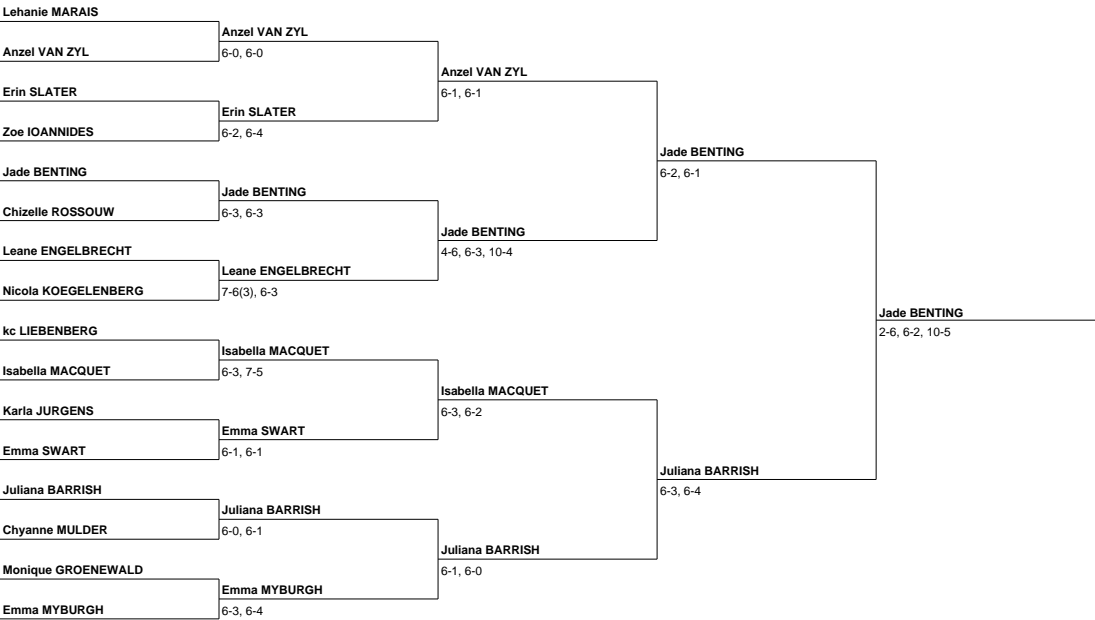 Lehanie MARAIS
Anzel VAN ZYL
Anzel VAN ZYL
6-0, 6-0
Anzel VAN ZYL
6-1, 6-1
Erin SLATER
Erin SLATER
6-2, 6-4
Zoe IOANNIDES
Jade BENTING
6-2, 6-1
Jade BENTING
Jade BENTING
6-3, 6-3
Chizelle ROSSOUW
Jade BENTING
4-6, 6-3, 10-4
Leane ENGELBRECHT
Leane ENGELBRECHT
7-6(3), 6-3
Nicola KOEGELENBERG
Jade BENTING
2-6, 6-2, 10-5
kc LIEBENBERG
Isabella MACQUET
6-3, 7-5
Isabella MACQUET
Isabella MACQUET
6-3, 6-2
Karla JURGENS
Emma SWART
6-1, 6-1
Emma SWART
Juliana BARRISH
6-3, 6-4
Juliana BARRISH
Juliana BARRISH
6-0, 6-1
Chyanne MULDER
Juliana BARRISH
6-1, 6-0
Monique GROENEWALD
Emma MYBURGH
6-3, 6-4
Emma MYBURGH